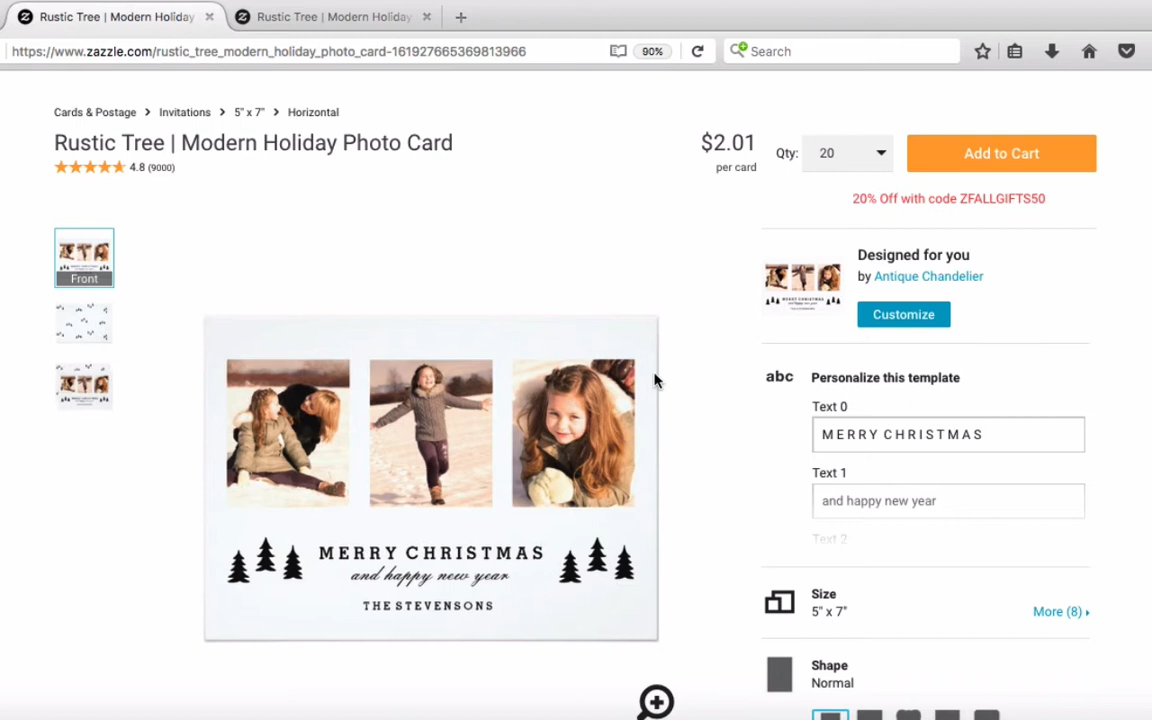 Rustic Tree | Modern Holiday
Rustic Tree | Modern Holiday
https://www.zazzle.com/rustic_tree_modern_holiday_photo_card-161927665369813966
90%
Search
Cards & Postage > Invitations > 5" x 7" > Horizontal
Rustic Tree | Modern Holiday Photo Card
4.8 (9000)
$2.01
per card
Qty: 20
Add to Cart
20% Off with code ZFALLGIFTS50
Front
Designed for you
by Antique Chandelier
Customize
abc Personalize this template
Text 0
MERRY CHRISTMAS
Text 1
and happy new year
Text 2
MERRY CHRISTMAS
and happy new year
THE STEVENSONS
Size
5" x 7"
More (8)
Shape
Normal